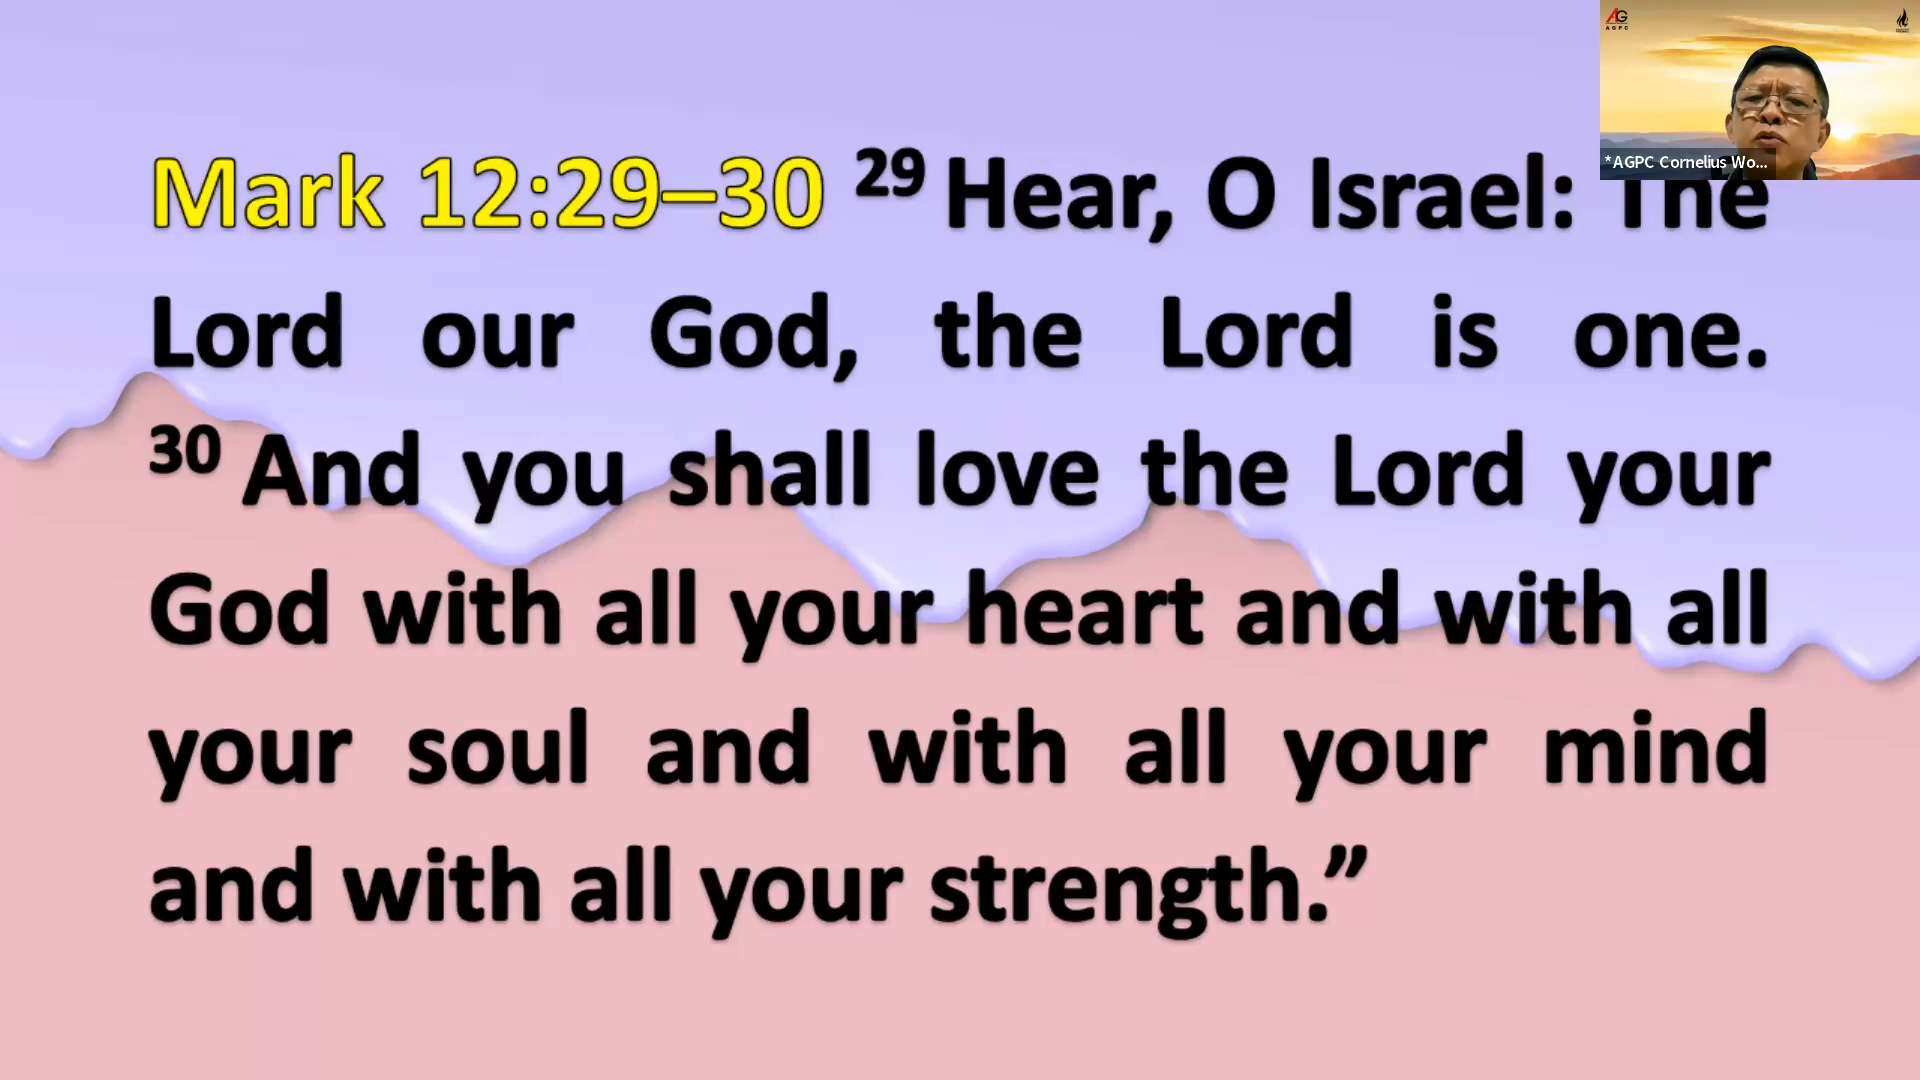 AG
AGPC
*AGPC Cornelius Wo...
Mark 12:29–30 29 Hear, O Israel: The
Lord our God, the Lord is one.
30 And you shall love the Lord your
God with all your heart and with all
your soul and with all your mind
and with all your strength.”